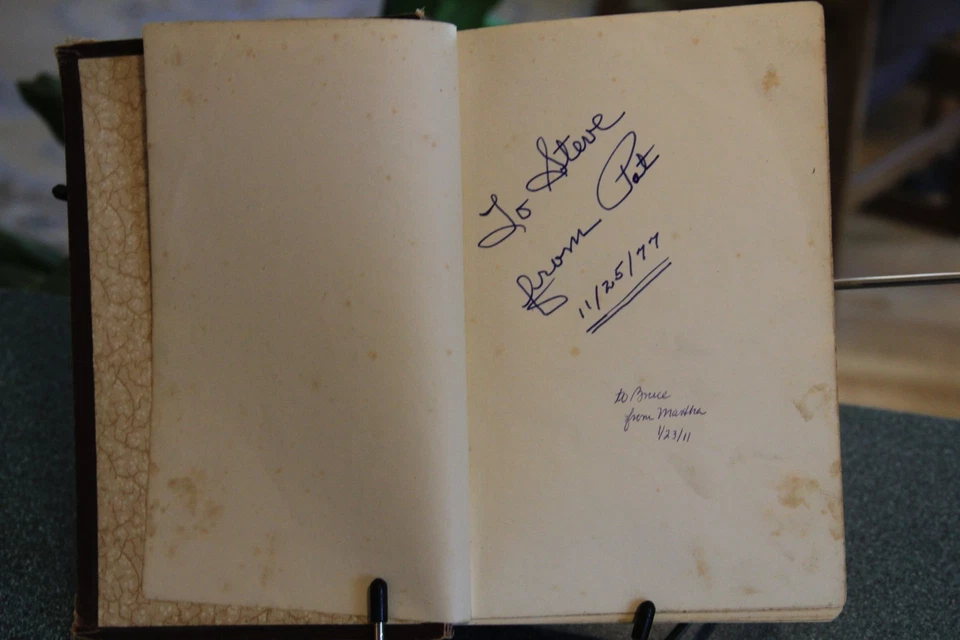 To Steve
from Pat
11/25/77
to Bruce
from Martha
1/23/11